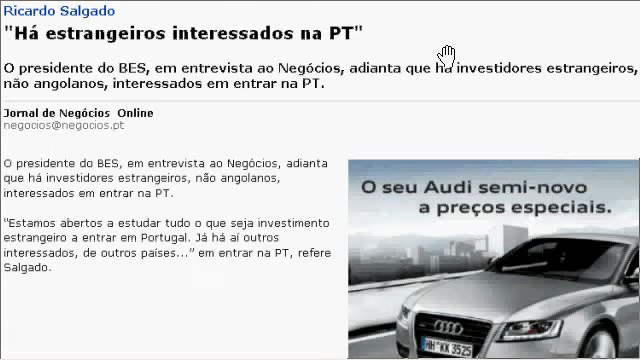 Ricardo Salgado
"Há estrangeiros interessados na PT"
O presidente do BES, em entrevista ao Negócios, adianta que há investidores estrangeiros,
não angolanos, interessados em entrar na PT.
Jornal de Negócios Online
negocios@negocios.pt
O presidente do BES, em entrevista ao Negócios, adianta
que há investidores estrangeiros, não angolanos,
interessados em entrar na PT.
"Estamos abertos a estudar tudo o que seja investimento
estrangeiro a entrar em Portugal. Já há aí outros
interessados, de outros países..." em entrar na PT, refere
Salgado.
O seu Audi semi-novo
a preços especiais.
HH KK 3525